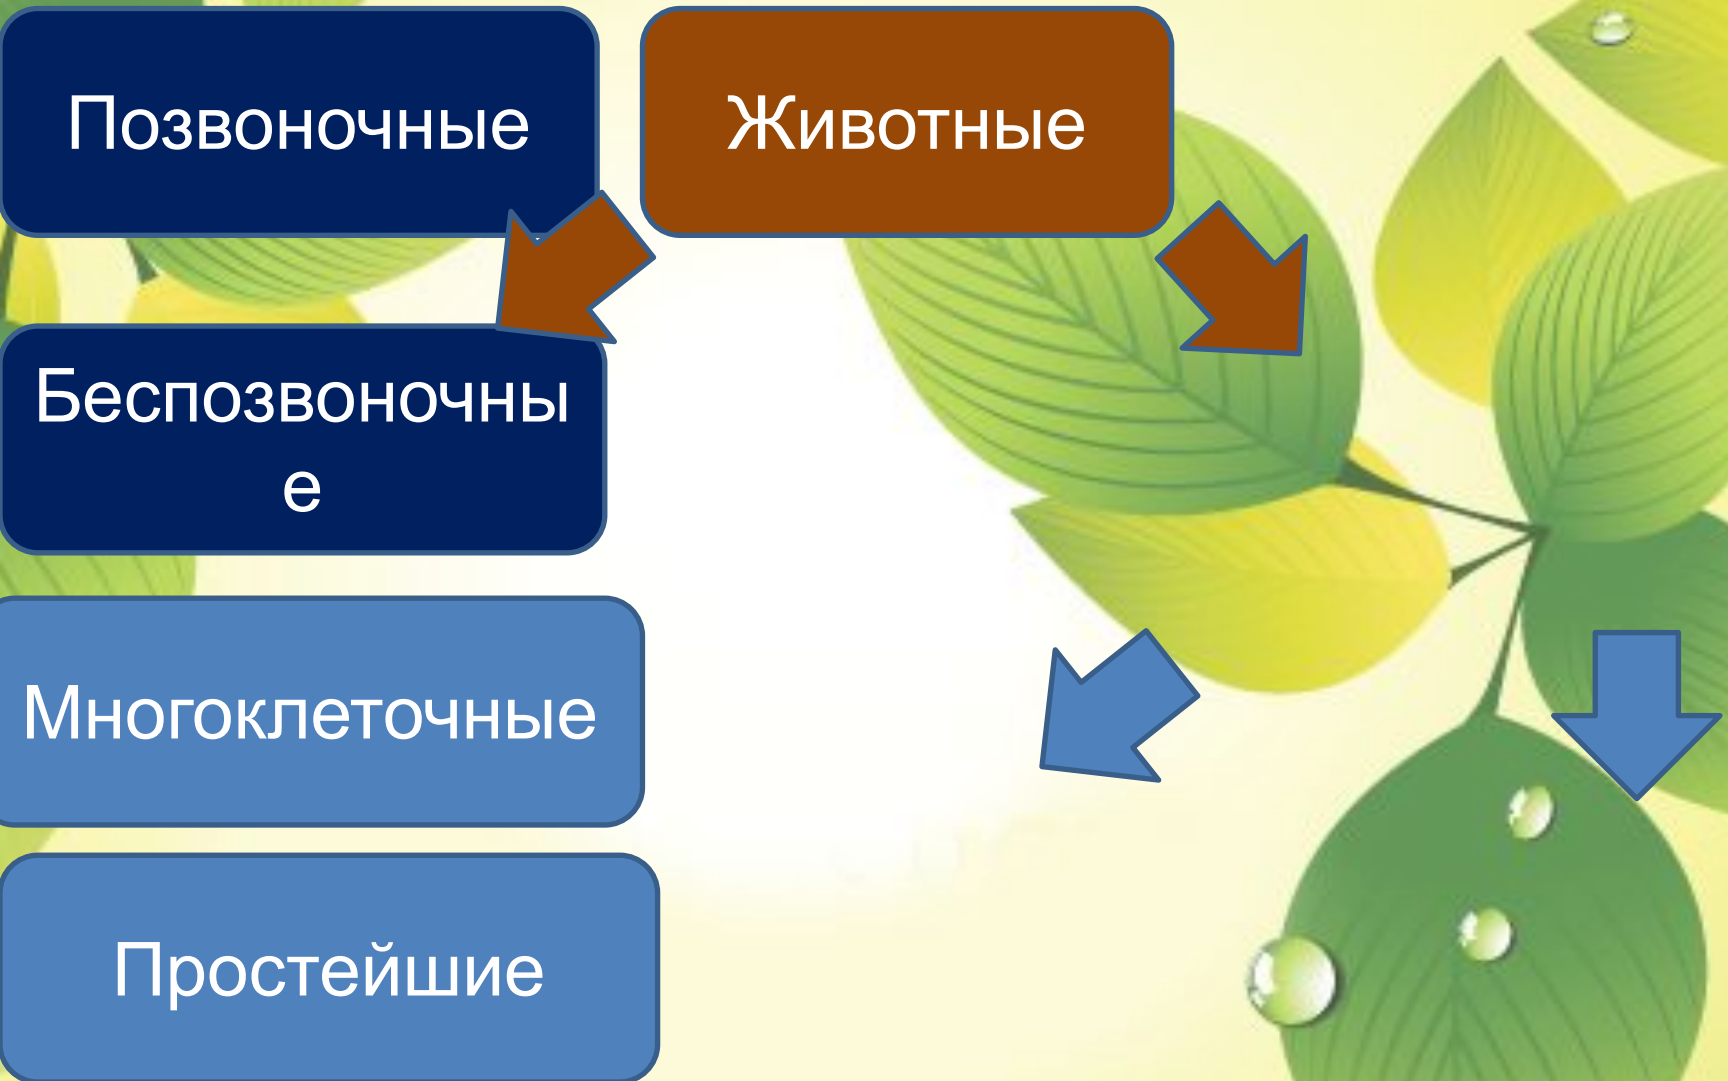 Позвоночные
Животные
Беспозвоночны
е
Многоклеточные
Простейшие